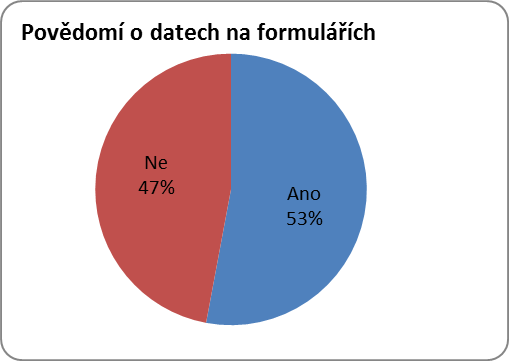 Povědomí o datech na formulářích
Ne
47%
Ano
53%